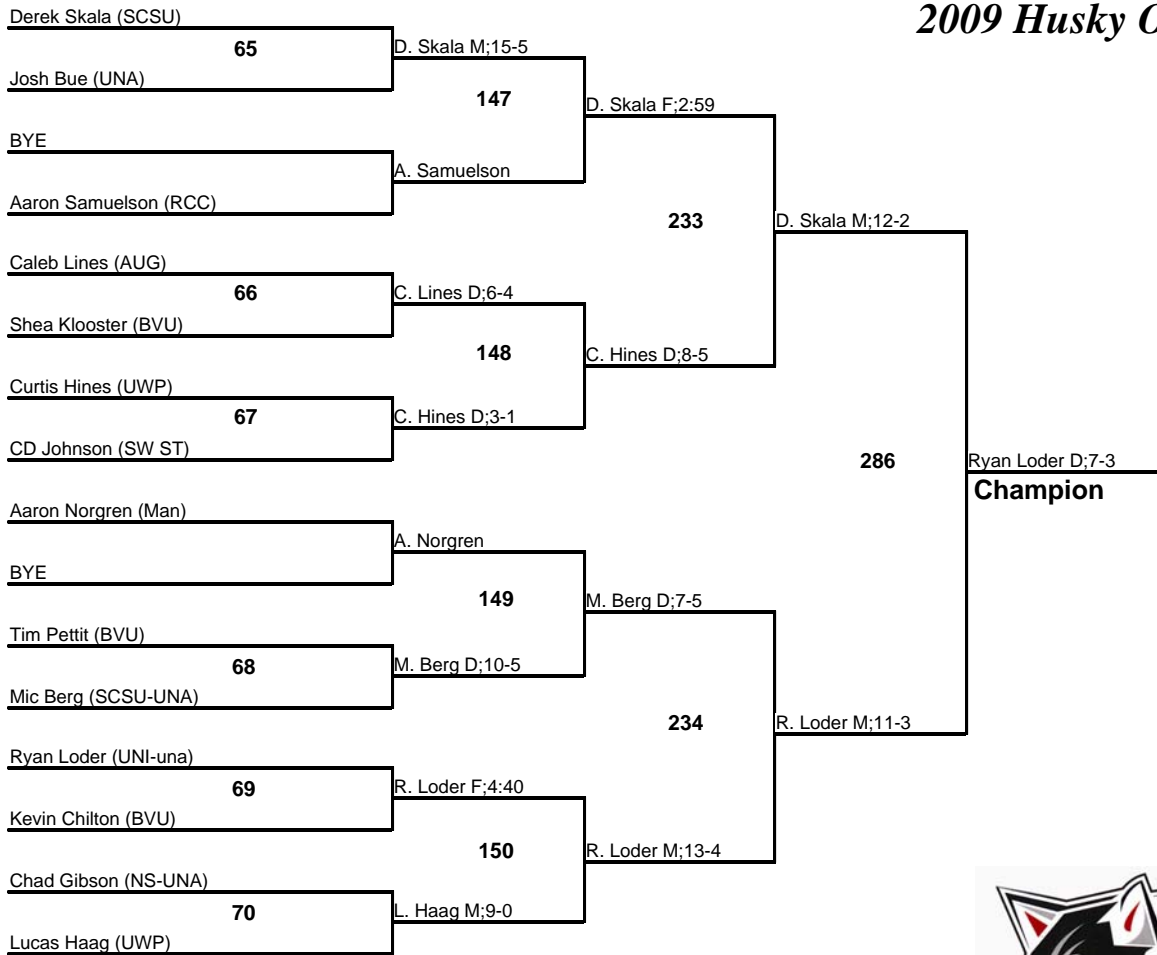 2009 Husky O
Derek Skala (SCSU)
65
Josh Bue (UNA)
D. Skala M;15-5
147
BYE
Aaron Samuelson (RCC)
A. Samuelson
D. Skala F;2:59
233
Caleb Lines (AUG)
66
Shea Klooster (BVU)
C. Lines D;6-4
148
Curtis Hines (UWP)
67
CD Johnson (SW ST)
C. Hines D;3-1
C. Hines D;8-5
D. Skala M;12-2
286
Aaron Norgren (Man)
BYE
A. Norgren
149
Tim Pettit (BVU)
68
Mic Berg (SCSU-UNA)
M. Berg D;10-5
M. Berg D;7-5
234
Ryan Loder (UNI-una)
69
Kevin Chilton (BVU)
R. Loder F;4:40
150
Chad Gibson (NS-UNA)
70
Lucas Haag (UWP)
L. Haag M;9-0
R. Loder M;13-4
R. Loder M;11-3
Ryan Loder D;7-3
Champion